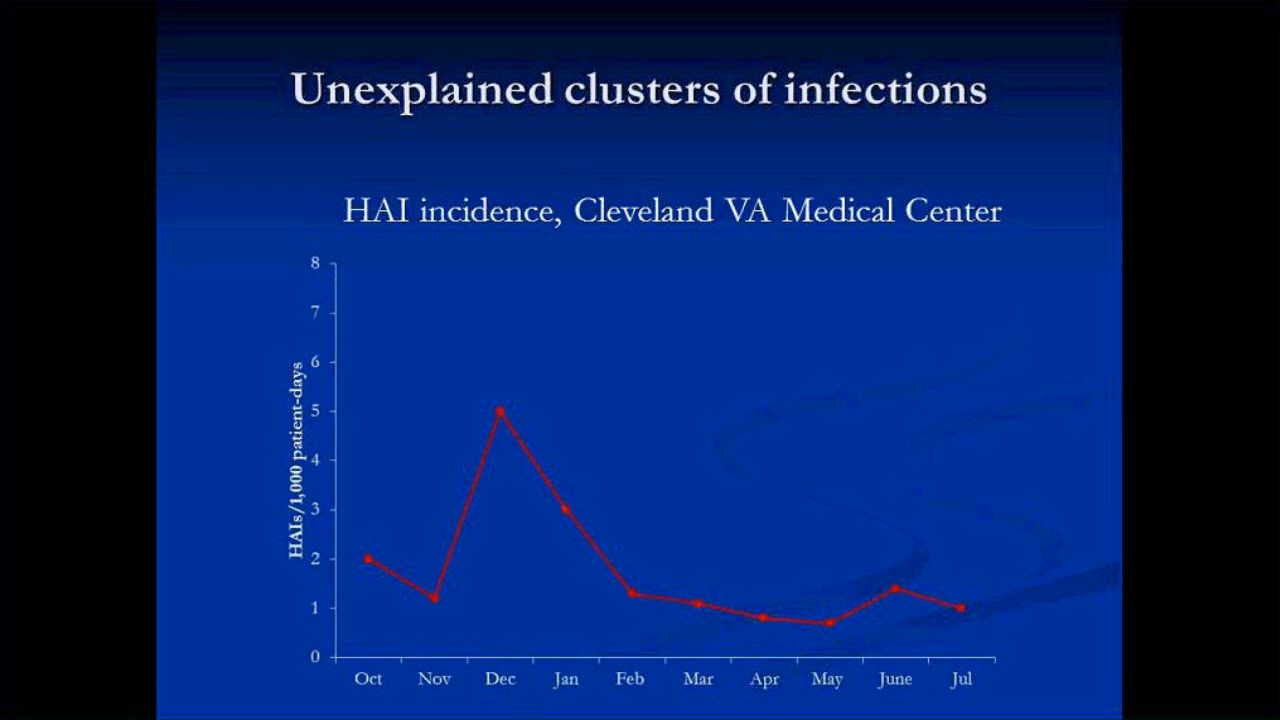 Unexplained clusters of infections
HAI incidence, Cleveland VA Medical Center
HAIs/1,000 patient-days
8
7
6
5
4
3
2
1
0
Oct Nov Dec Jan Feb Mar Apr May June Jul